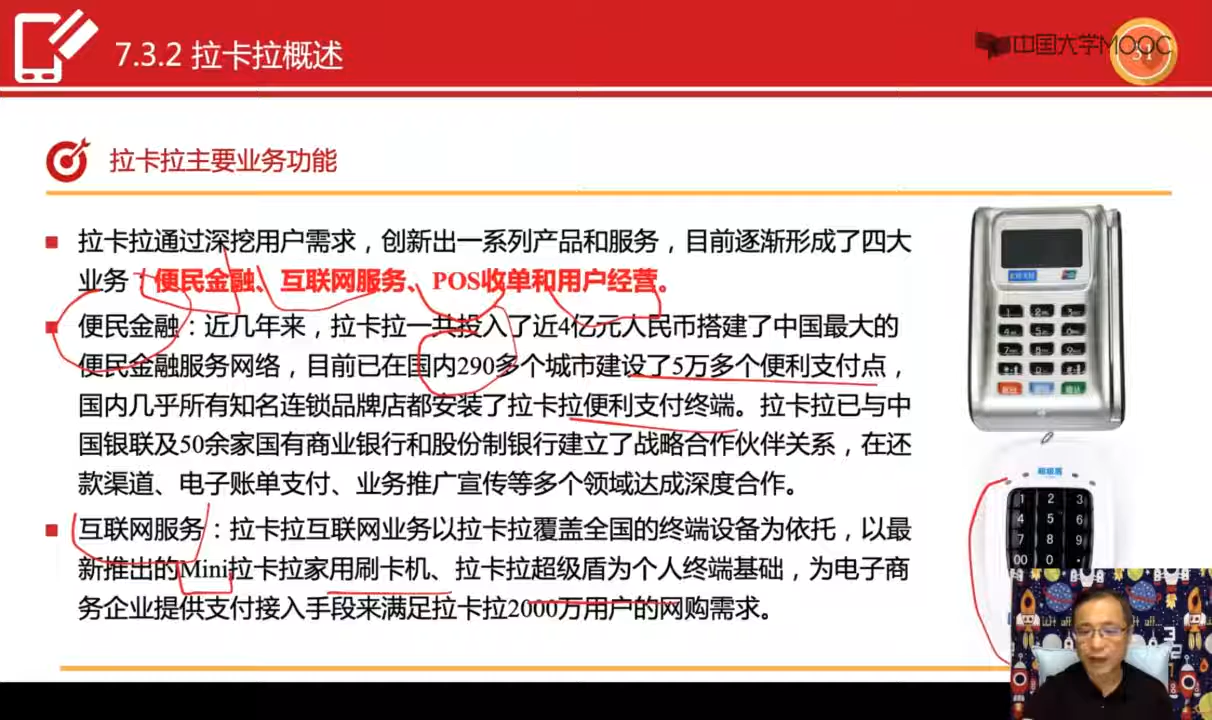 7.3.2 拉卡拉概述
中国大学MOOC
拉卡拉主要业务功能
拉卡拉通过深挖用户需求，创新出一系列产品和服务，目前逐渐形成了四大
业务：便民金融、互联网服务、POS收单和用户经营。
便民金融：近几年来，拉卡拉一共投入了近4亿元人民币搭建了中国最大的
便民金融服务网络，目前已在国内290多个城市建设了5万多个便利支付点，
国内几乎所有知名连锁品牌店都安装了拉卡拉便利支付终端。拉卡拉已与中
国银联及50余家国有商业银行和股份制银行建立了战略合作伙伴关系，在还
款渠道、电子账单支付、业务推广宣传等多个领域达成深度合作。
互联网服务：拉卡拉互联网业务以拉卡拉覆盖全国的终端设备为依托，以最
新推出的Mini拉卡拉家用刷卡机、拉卡拉超级盾为个人终端基础，为电子商
务企业提供支付接入手段来满足拉卡拉2000万用户的网购需求。
1 2 3
4 5 6
7 8 9
00 0 .